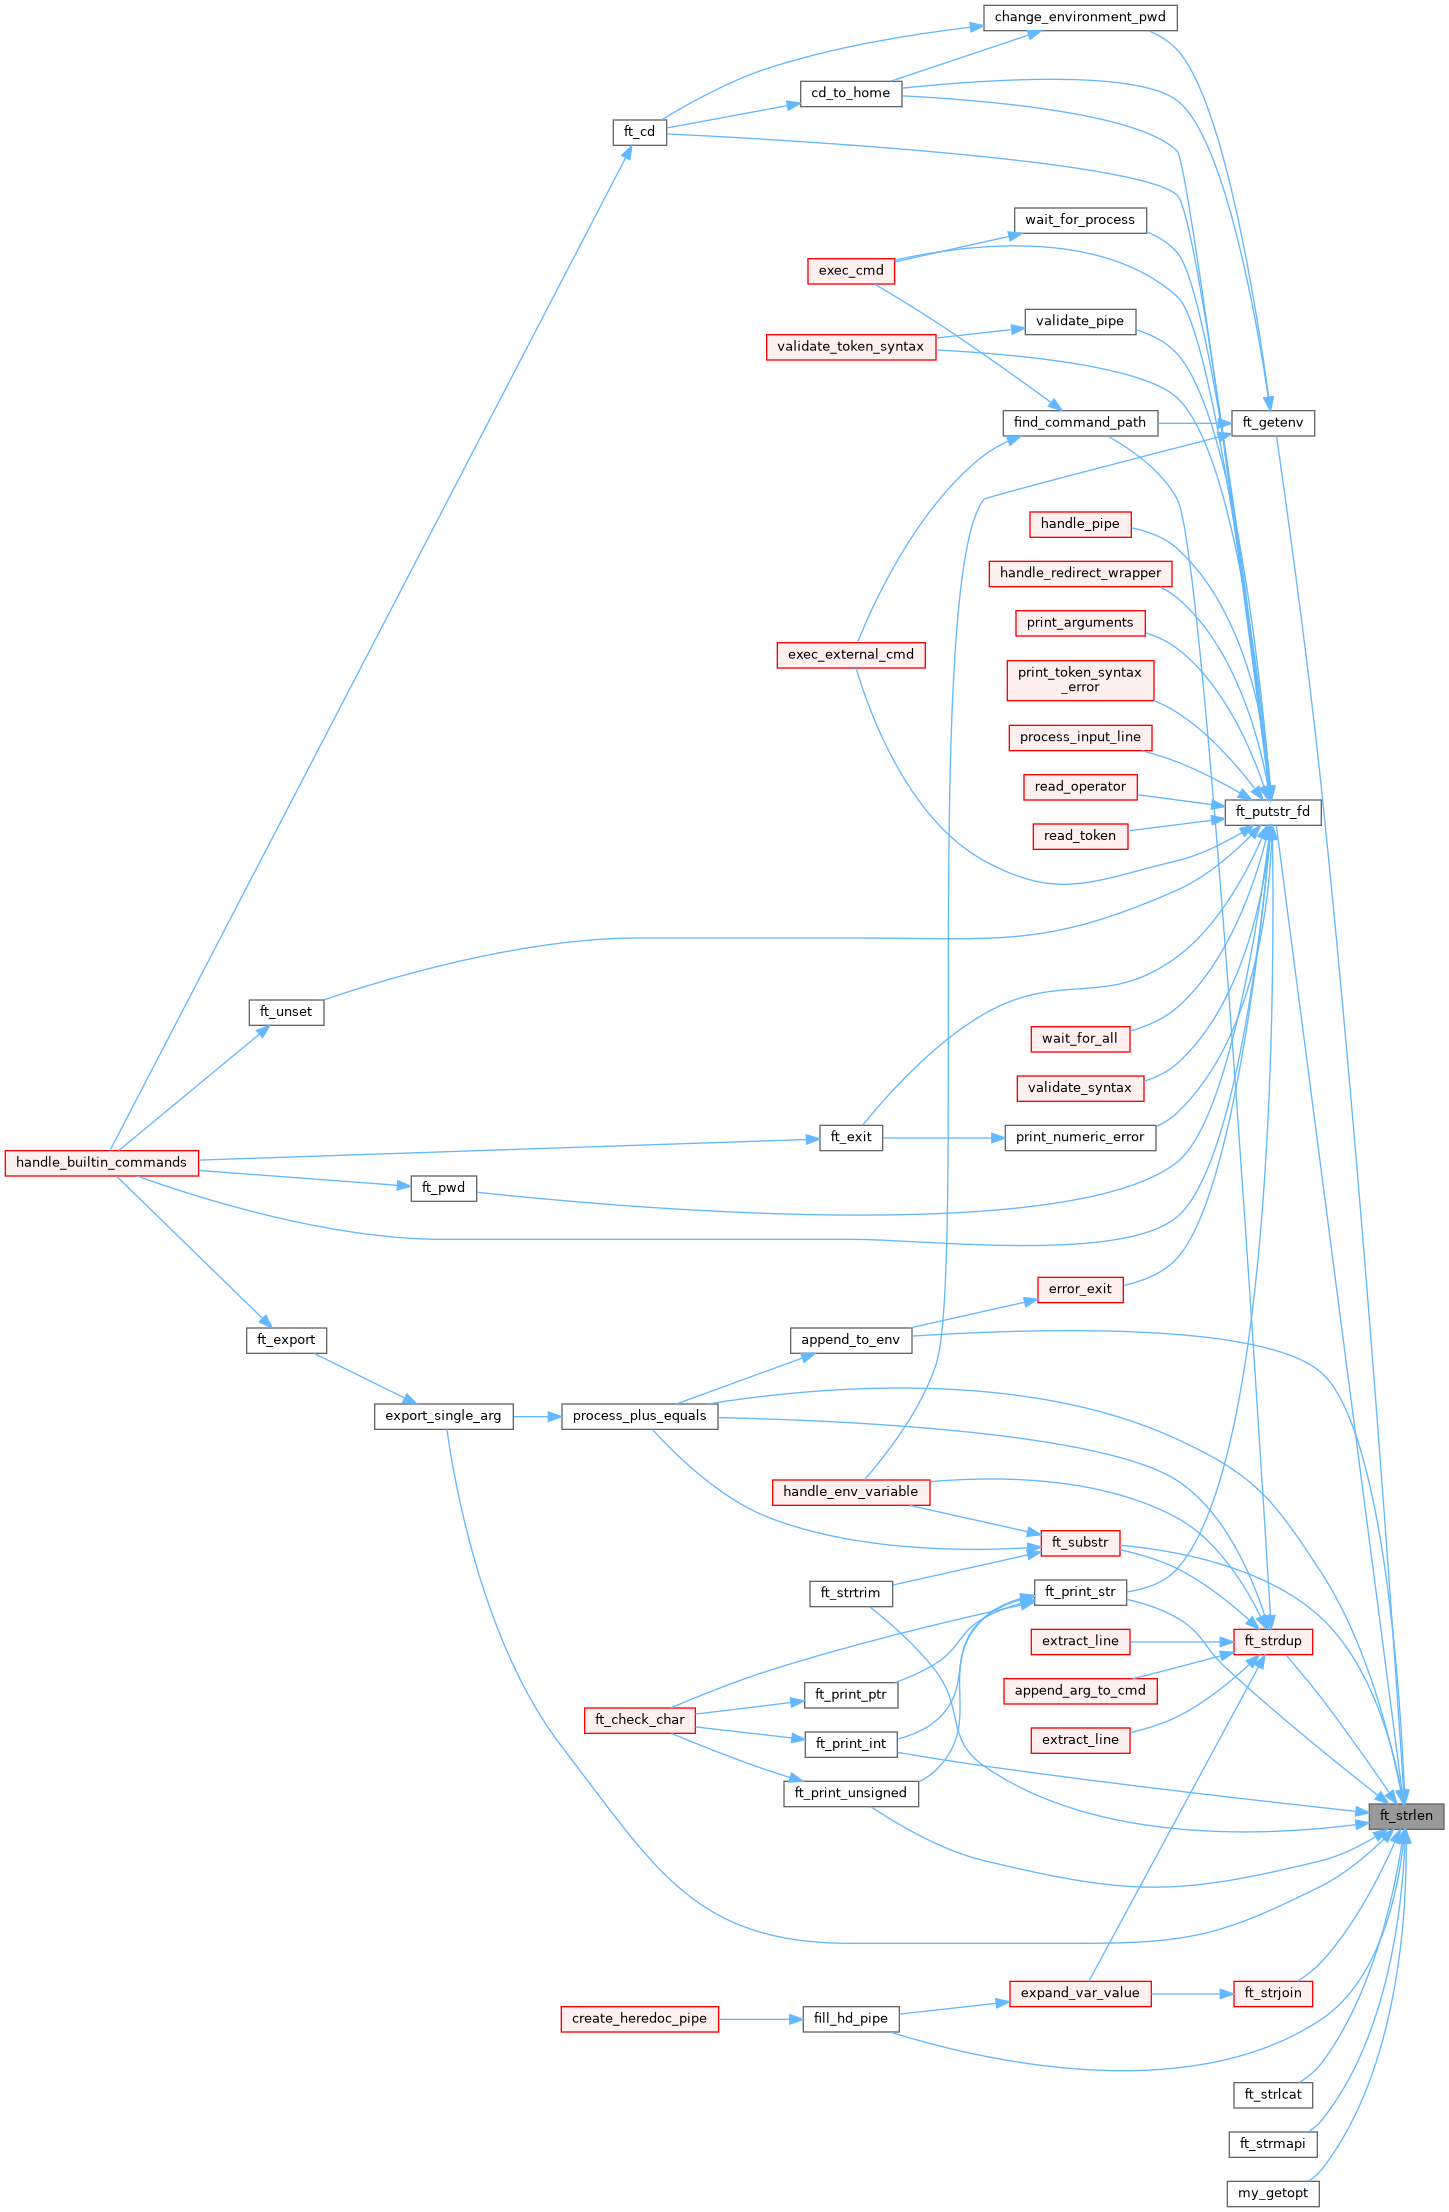 change_environment_pwd
cd_to_home
ft_cd
wait_for_process
exec_cmd
validate_pipe
validate_token_syntax
find_command_path
ft_getenv
handle_pipe
handle_redirect_wrapper
print_arguments
exec_external_cmd
print_token_syntax
_error
process_input_line
read_operator
ft_putstr_fd
read_token
ft_unset
wait_for_all
validate_syntax
ft_exit
print_numeric_error
handle_builtin_commands
ft_pwd
error_exit
ft_export
append_to_env
export_single_arg
process_plus_equals
handle_env_variable
ft_substr
ft_strtrim
ft_print_str
extract_line
ft_strdup
append_arg_to_cmd
ft_print_ptr
ft_check_char
extract_line
ft_print_int
ft_print_unsigned
ft_strlen
expand_var_value
ft_strjoin
create_heredoc_pipe
fill_hd_pipe
ft_strlcat
ft_strmapi
my_getopt